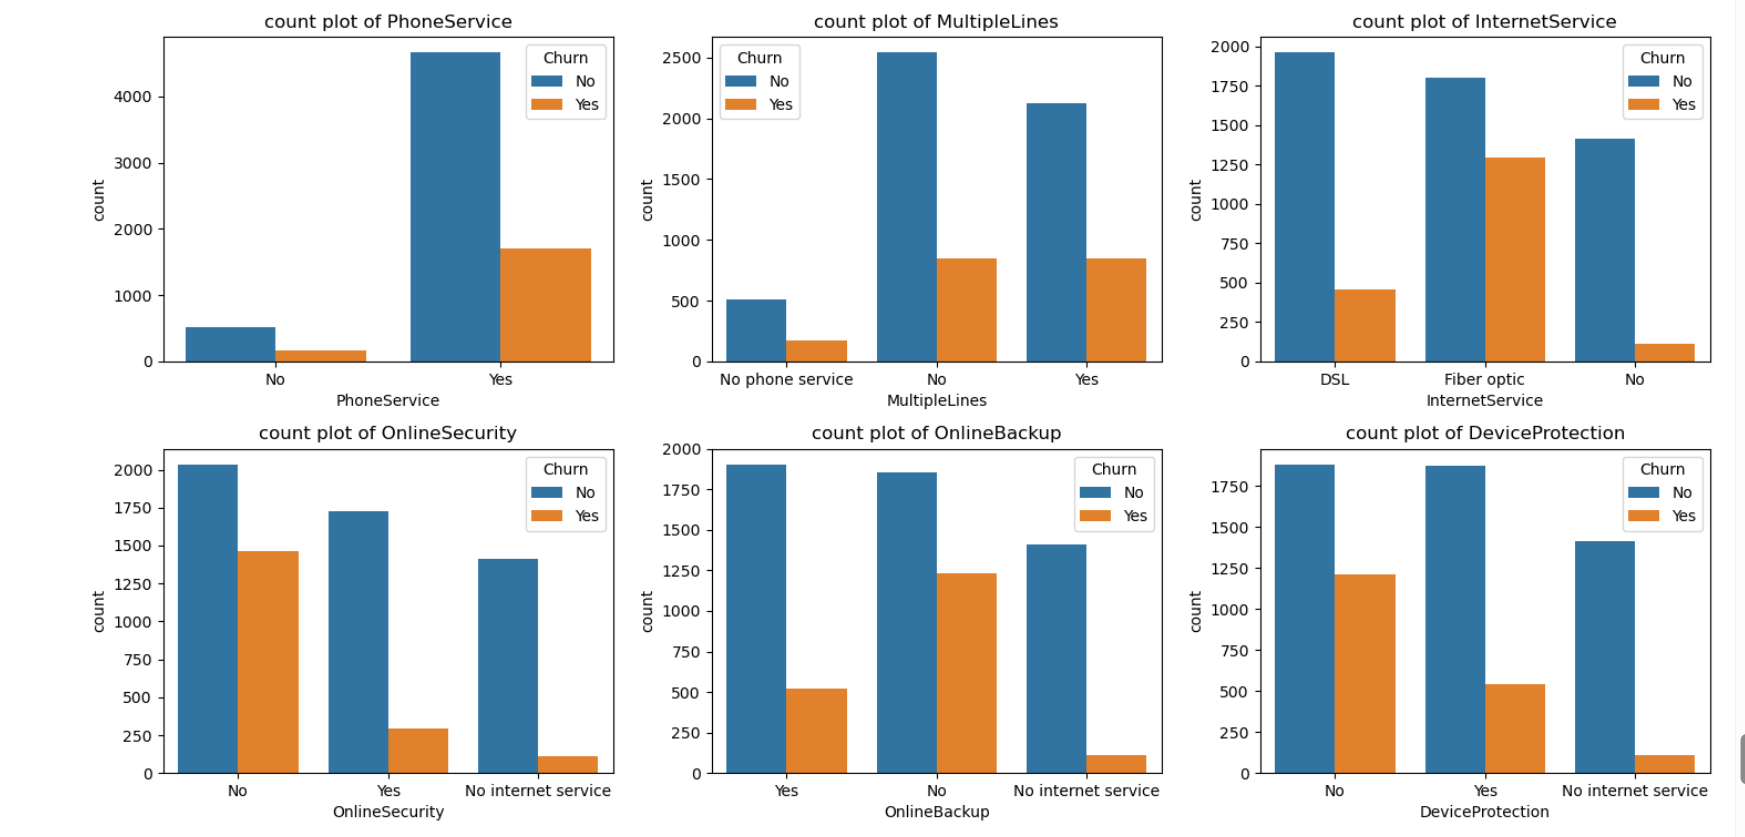 count plot of PhoneService
Churn
No
Yes
4000
3000
2000
1000
0
count
No Yes
PhoneService
count plot of MultipleLines
Churn
No
Yes
2500
2000
1500
1000
500
0
count
No phone service No Yes
MultipleLines
count plot of InternetService
Churn
No
Yes
2000
1750
1500
1250
1000
750
500
250
0
count
DSL Fiber optic No
InternetService
count plot of OnlineSecurity
Churn
No
Yes
2000
1750
1500
1250
1000
750
500
250
0
count
No Yes No internet service
OnlineSecurity
count plot of OnlineBackup
Churn
No
Yes
2000
1750
1500
1250
1000
750
500
250
0
count
Yes No No internet service
OnlineBackup
count plot of DeviceProtection
Churn
No
Yes
1750
1500
1250
1000
750
500
250
0
count
No Yes No internet service
DeviceProtection